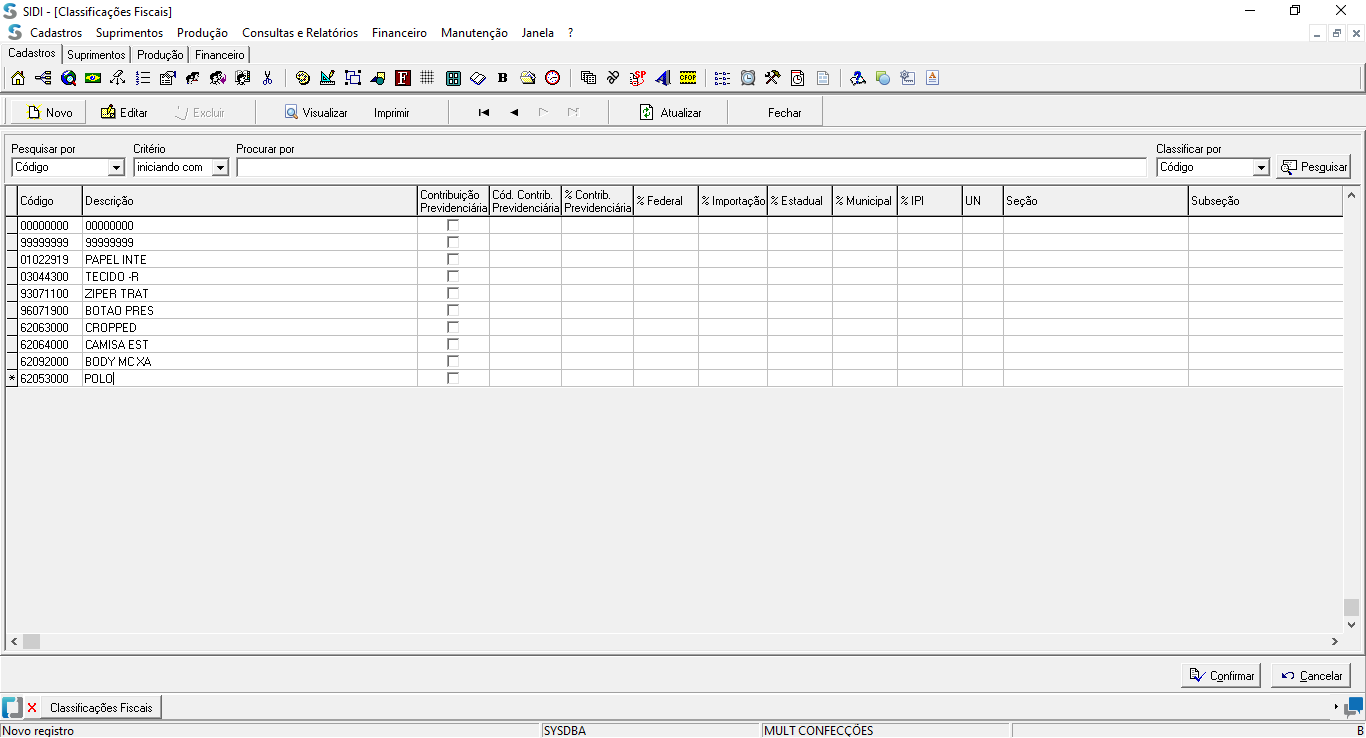 SIDI - [Classificações Fiscais]
Cadastros Suprimentos Produção Consultas e Relatórios Financeiro Manutenção Janela ?
Cadastros Suprimentos Produção Financeiro
F B SP CFOP A
Novo Editar Excluir Visualizar Imprimir Atualizar Fechar
Pesquisar por Critério Procurar por Classificar por
Código iniciando com Código Pesquisar
Código Descrição Contribuição Previdenciária Cód. Contrib. Previdenciária % Contrib. Previdenciária % Federal % Importação % Estadual % Municipal % IPI UN Seção Subseção
00000000 00000000
99999999 99999999
01022919 PAPEL INTE
03044300 TECIDO -R
93071100 ZIPER TRAT
96071900 BOTAO PRES
62063000 CROPPED
62064000 CAMISA EST
62092000 BODY MC XA
* 62053000 POLO
Confirmar Cancelar
Classificações Fiscais
Novo registro SYSDBA MULT CONFECÇÕES B